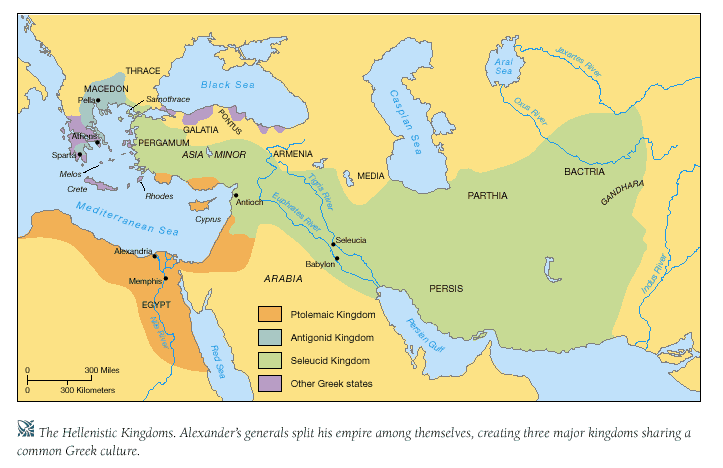 THRACE
MACEDON
Pella
Samothrace
Black Sea
Aral
Sea
Jaxartes River
Oxus River
Caspian Sea
PONTUS
GALATIA
Athens
PERGAMUM
Sparta
ASIA MINOR
ARMENIA
Melos
MEDIA
BACTRIA
Crete
Rhodes
Tigris River
PARTHIA
GANDHARA
Cyprus
Antioch
Euphrates River
Mediterranean Sea
Seleucia
Alexandria
Babylon
Memphis
ARABIA
PERSIS
Indus River
EGYPT
Nile River
Red Sea
Persian Gulf
Ptolemaic Kingdom
Antigonid Kingdom
Seleucid Kingdom
Other Greek states
0 300 Miles
0 300 Kilometers
The Hellenistic Kingdoms. Alexander's generals split his empire among themselves, creating three major kingdoms sharing a
common Greek culture.